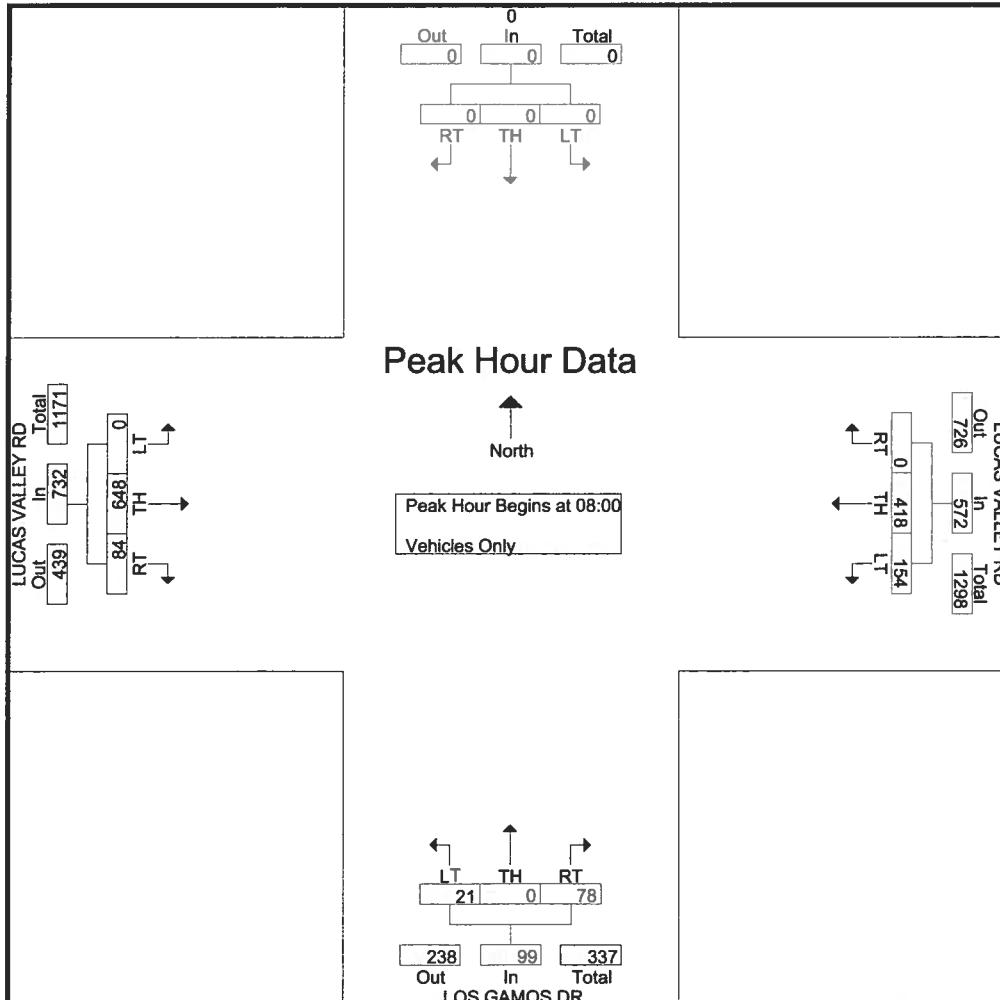 0
Out In Total
0 0 0
0 0 0
RT TH LT
Peak Hour Data
North
Peak Hour Begins at 08:00
Vehicles Only
LUCAS VALLEY RD
Out In Total
439 732 1171
84 648 0
RT TH LT
LUCAS VALLEY RD
Out In Total
726 572 1298
0 418 154
RT TH LT
LT TH RT
21 0 78
238 99 337
Out In Total
LOS GAMOS DR